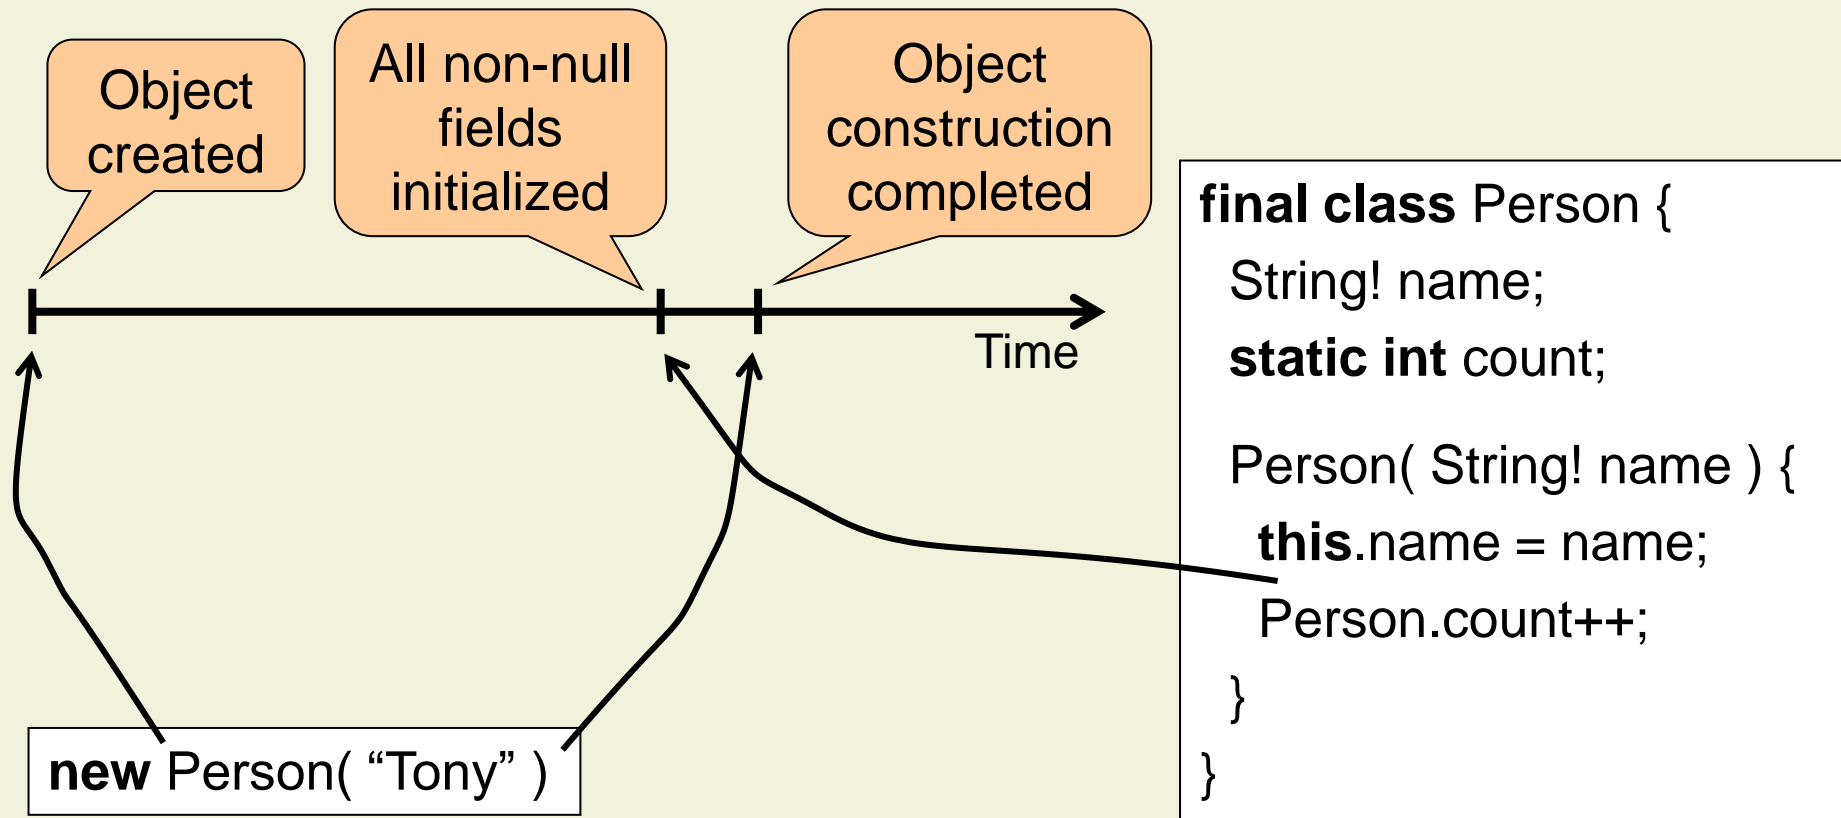 Object
created
All non-null
fields
initialized
Object
construction
completed
Time
new Person( “Tony” )
final class Person {
String! name;
static int count;
Person( String! name ) {
this.name = name;
Person.count++;
}
}